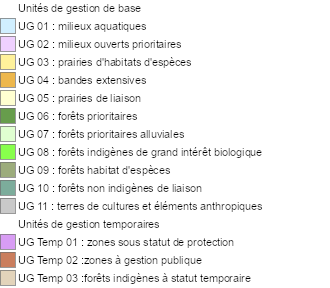 Unités de gestion de base
UG 01 : milieux aquatiques
UG 02 : milieux ouverts prioritaires
UG 03 : prairies d'habitats d'espèces
UG 04 : bandes extensives
UG 05 : prairies de liaison
UG 06 : forêts prioritaires
UG 07 : forêts prioritaires alluviales
UG 08 : forêts indigènes de grand intérêt biologique
UG 09 : forêts habitat d'espèces
UG 10 : forêts non indigènes de liaison
UG 11 : terres de cultures et éléments anthropiques
Unités de gestion temporaires
UG Temp 01 : zones sous statut de protection
UG Temp 02 :zones à gestion publique
UG Temp 03 :forêts indigènes à statut temporaire